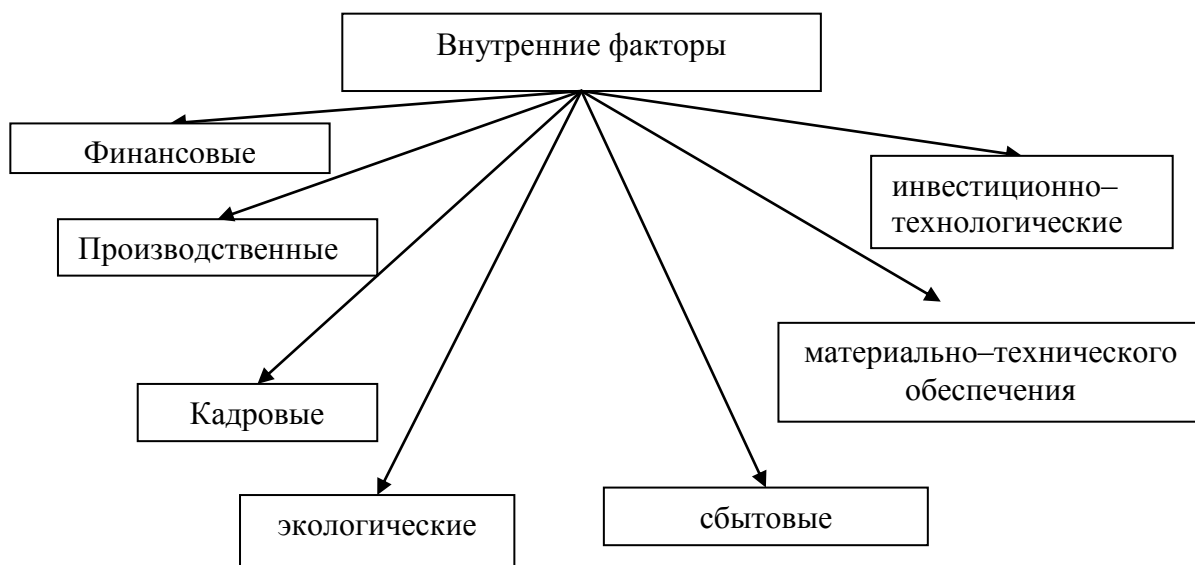 Внутренние факторы
Финансовые
инвестиционно–
технологические
Производственные
материально–технического
обеспечения
Кадровые
экологические
сбытовые